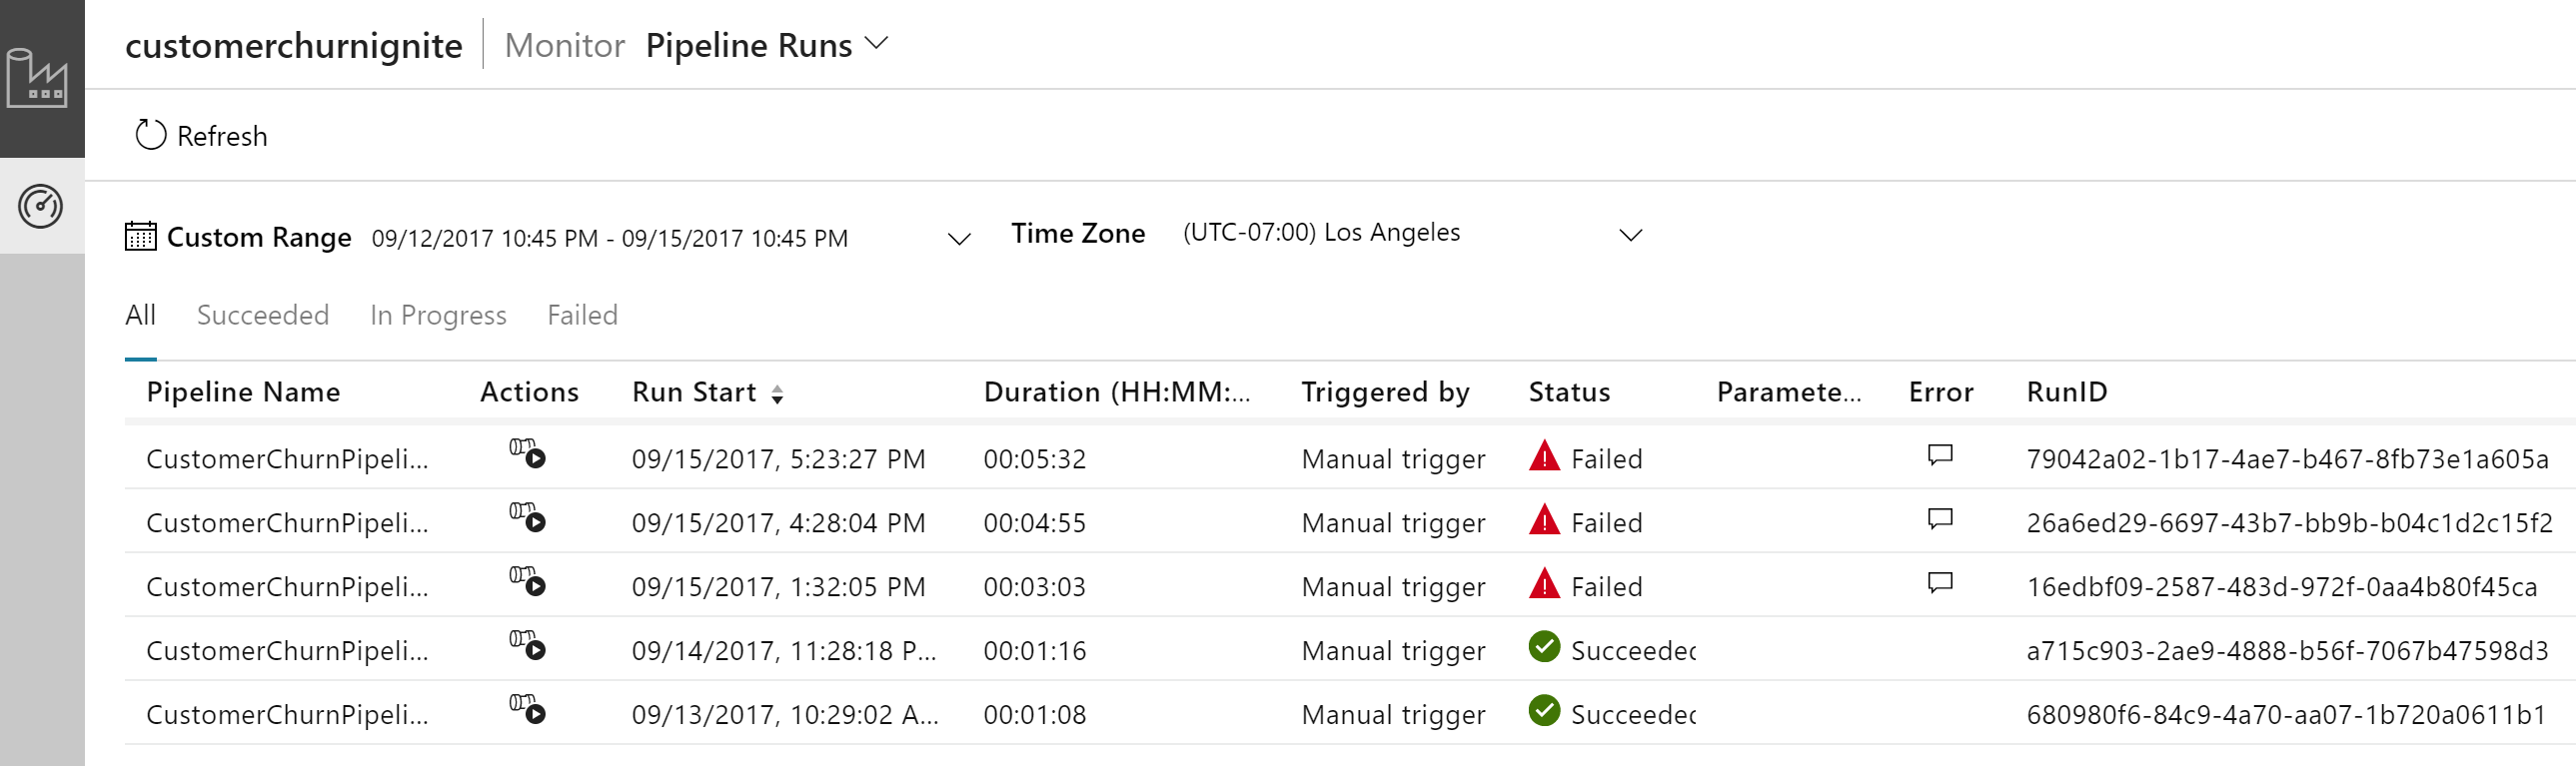 customerchurnignite Monitor Pipeline Runs
Refresh
Custom Range 09/12/2017 10:45 PM - 09/15/2017 10:45 PM Time Zone (UTC-07:00) Los Angeles
All Succeeded In Progress Failed
Pipeline Name Actions Run Start Duration (HH:MM:... Triggered by Status Paramete... Error RunID
CustomerChurnPipeli... 09/15/2017, 5:23:27 PM 00:05:32 Manual trigger Failed 79042a02-1b17-4ae7-b467-8fb73e1a605a
CustomerChurnPipeli... 09/15/2017, 4:28:04 PM 00:04:55 Manual trigger Failed 26a6ed29-6697-43b7-bb9b-b04c1d2c15f2
CustomerChurnPipeli... 09/15/2017, 1:32:05 PM 00:03:03 Manual trigger Failed 16edbf09-2587-483d-972f-0aa4b80f45ca
CustomerChurnPipeli... 09/14/2017, 11:28:18 P... 00:01:16 Manual trigger Succeeded a715c903-2ae9-4888-b56f-7067b47598d3
CustomerChurnPipeli... 09/13/2017, 10:29:02 A... 00:01:08 Manual trigger Succeeded 680980f6-84c9-4a70-aa07-1b720a0611b1